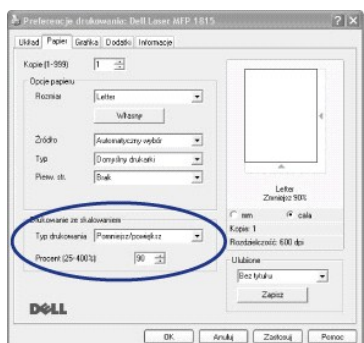 Preferencje drukowania: Dell Laser MFP 1815
Układ Papier Grafika Dodatki Informacje
Kopie (1-999) 1
Opcje papieru
Rozmiar Letter
Własny
Źródło Automatyczny wybór
Typ Domyślny drukarki
Pierw. str. Brak
Letter
Zmniejsz 90%
mm cala
Kopie: 1
Rozdzielczość: 600 dpi
Drukowanie ze skalowaniem
Typ drukowania Pomniejsz/powiększ
Procent (25-400%) 90
Ulubione
Bez tytułu
Zapisz
DELL
OK Anuluj Zastosuj Pomoc